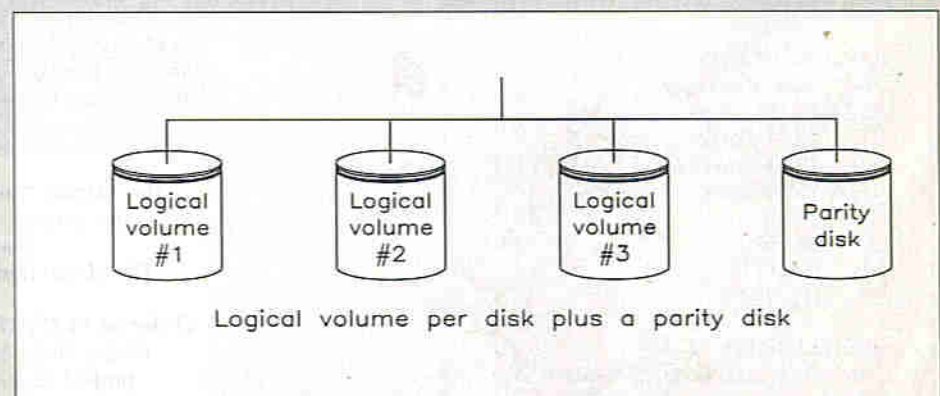 Logical
volume
#1
Logical
volume
#2
Logical
volume
#3
Parity
disk
Logical volume per disk plus a parity disk